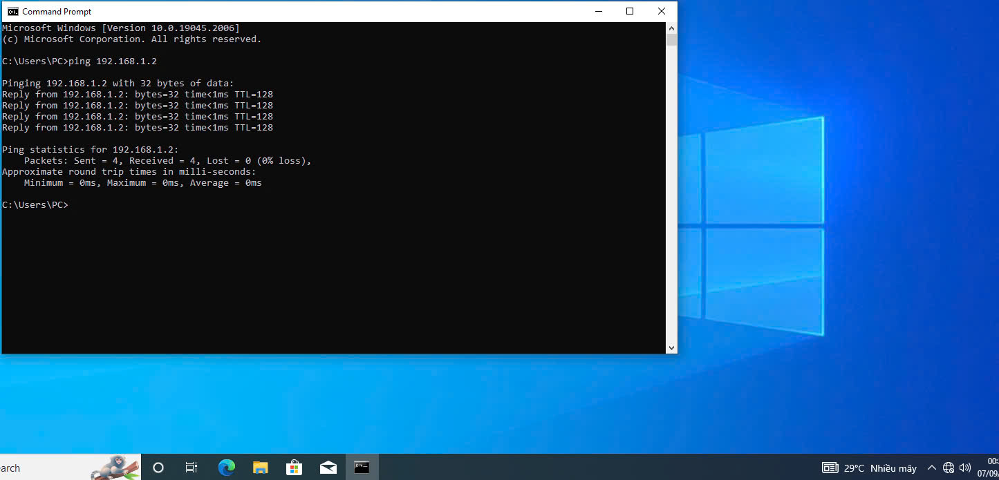 Command Prompt
Microsoft Windows [Version 10.0.19045.2006]
(c) Microsoft Corporation. All rights reserved.
C:\Users\PC>ping 192.168.1.2
Pinging 192.168.1.2 with 32 bytes of data:
Reply from 192.168.1.2: bytes=32 time<1ms TTL=128
Reply from 192.168.1.2: bytes=32 time<1ms TTL=128
Reply from 192.168.1.2: bytes=32 time<1ms TTL=128
Reply from 192.168.1.2: bytes=32 time<1ms TTL=128
Ping statistics for 192.168.1.2:
    Packets: Sent = 4, Received = 4, Lost = 0 (0% loss),
Approximate round trip times in milli-seconds:
    Minimum = 0ms, Maximum = 0ms, Average = 0ms
C:\Users\PC>
earch
29°C Nhiều mây
00:
07/09